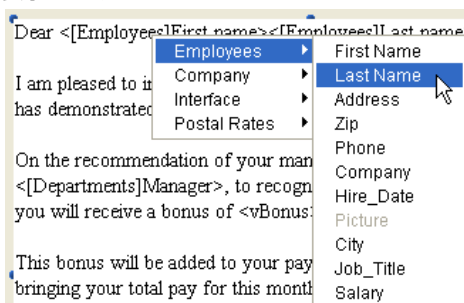 Dear <[Employees]First name><[Employees]Last name
Employees
Company
Interface
Postal Rates
First Name
Last Name
Address
Zip
Phone
Company
Hire_Date
Picture
City
Job_Title
Salary
I am pleased to
has demonstrated
On the recommendation of your man
<[Departments]Manager>, to recogn
you will receive a bonus of <vBonus>
This bonus will be added to your pay
bringing your total pay for this month